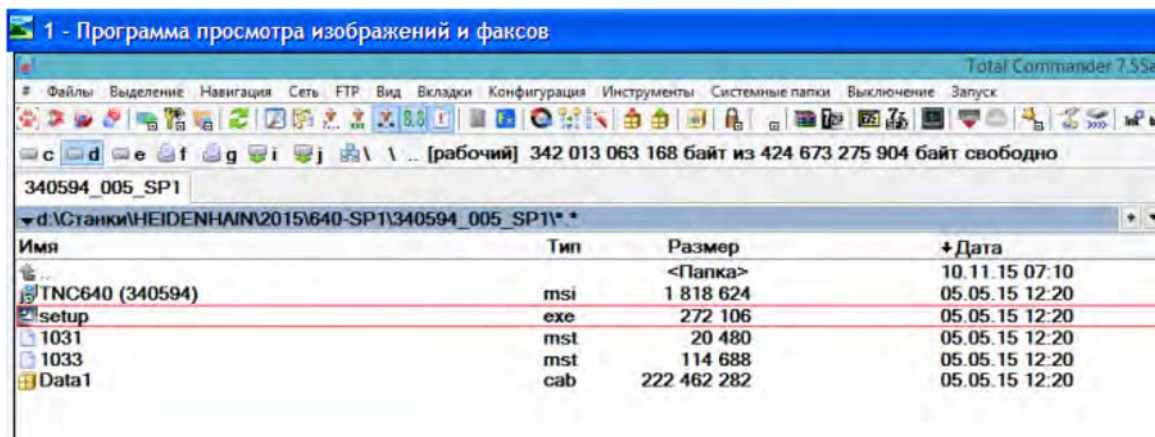 1 - Программа просмотра изображений и факсов
Total Commander 7.55a
# Файлы Выделение Навигация Сеть FTP Вид Вкладки Конфигурация Инструменты Системные папки Выключение Запуск
c d e f g i j \ \ .. [рабочий] 342 013 063 168 байт из 424 673 275 904 байт свободно
340594_005_SP1
d:\Станки\HEIDENHAIN\2015\640-SP1\340594_005_SP1\*.*
Имя Тип Размер Дата
.. <Папка> 10.11.15 07:10
TNC640 (340594) msi 1 818 624 05.05.15 12:20
setup exe 272 106 05.05.15 12:20
1031 mst 20 480 05.05.15 12:20
1033 mst 114 688 05.05.15 12:20
Data1 cab 222 462 282 05.05.15 12:20